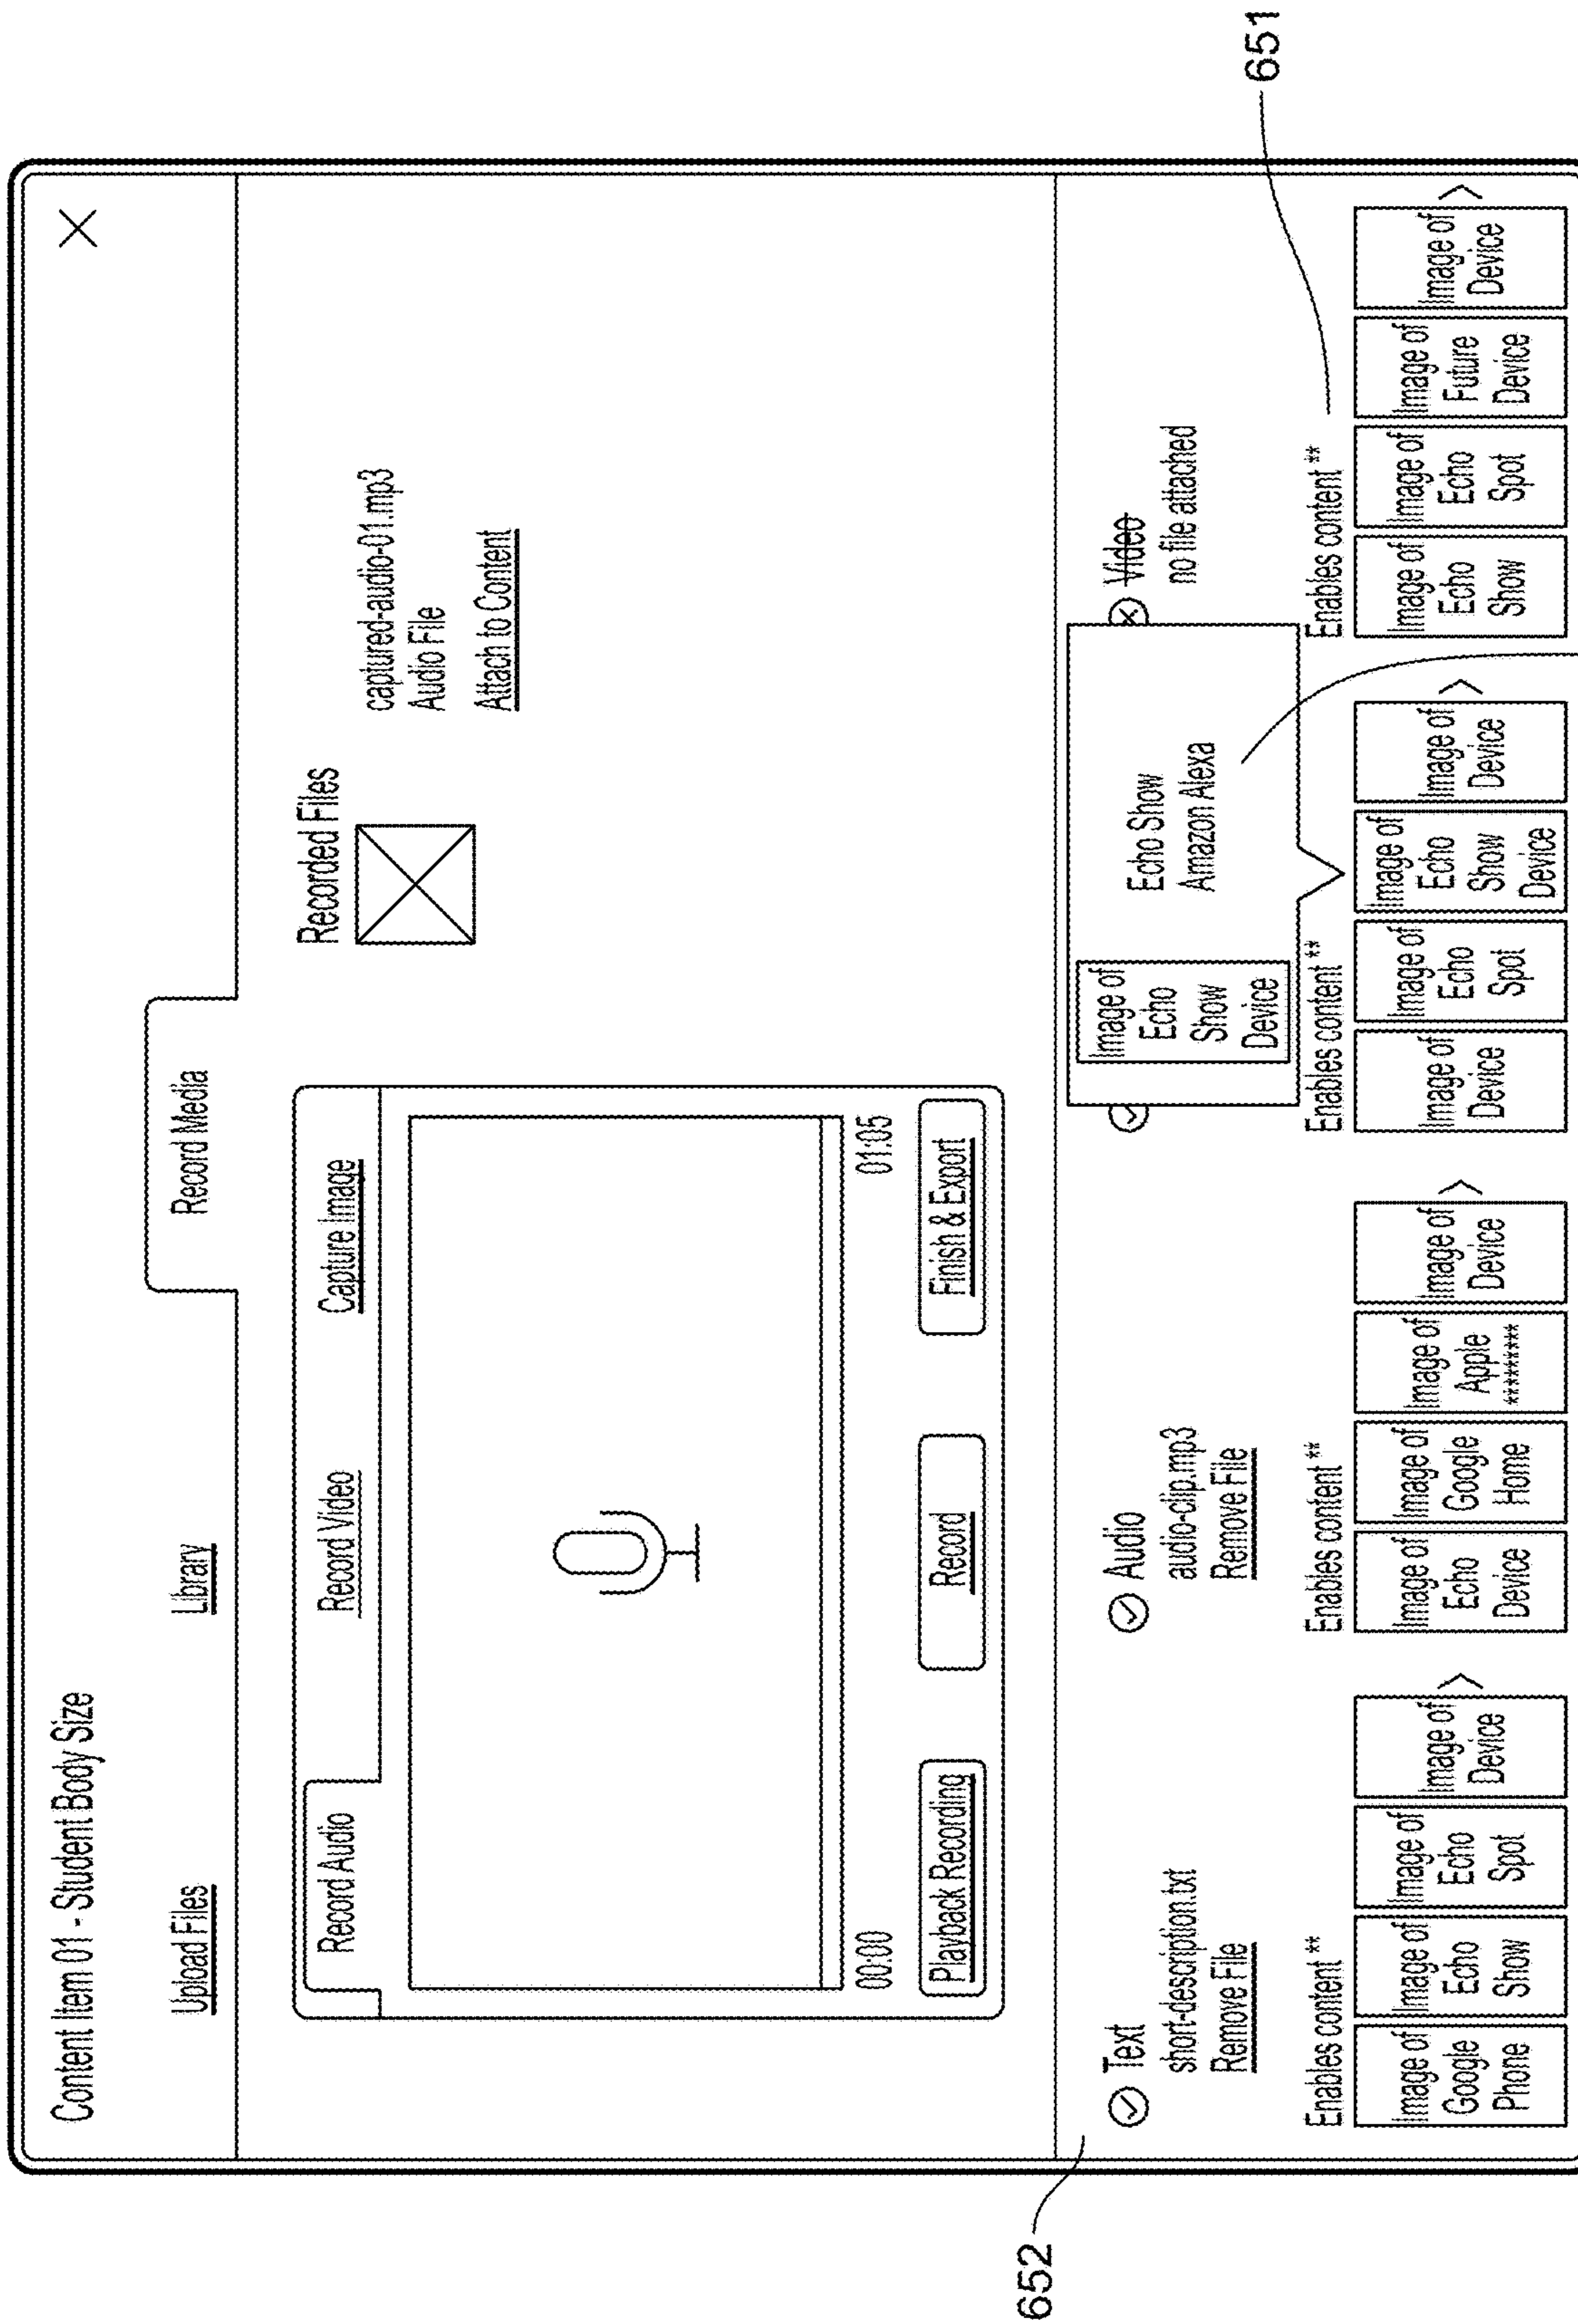 Content Item 01 - Student Body Size
Upload Files
Library
Record Media
Record Audio
Record Video
Capture Image
00:00
01:05
Playback Recording
Record
Finish & Export
Recorded Files
captured-audio-01.mp3
Audio File
Attach to Content
652
Text
short-description.txt
Remove File
Enables content **
Image of
Google
Phone
Image of
Echo
Show
Image of
Echo
Spot
Image of
Device
Audio
audio-clip.mp3
Remove File
Enables content **
Image of
Echo
Device
Image of
Google
Home
Image of
Apple
*********
Image of
Device
Image of
Echo
Show
Device
Echo Show
Amazon Alexa
Enables content **
Image of
Device
Image of
Echo
Spot
Image of
Echo
Show
Device
Image of
Device
Video
no file attached
Enables content **
Image of
Echo
Show
Image of
Echo
Spot
Image of
Future
Device
Image of
Device
651